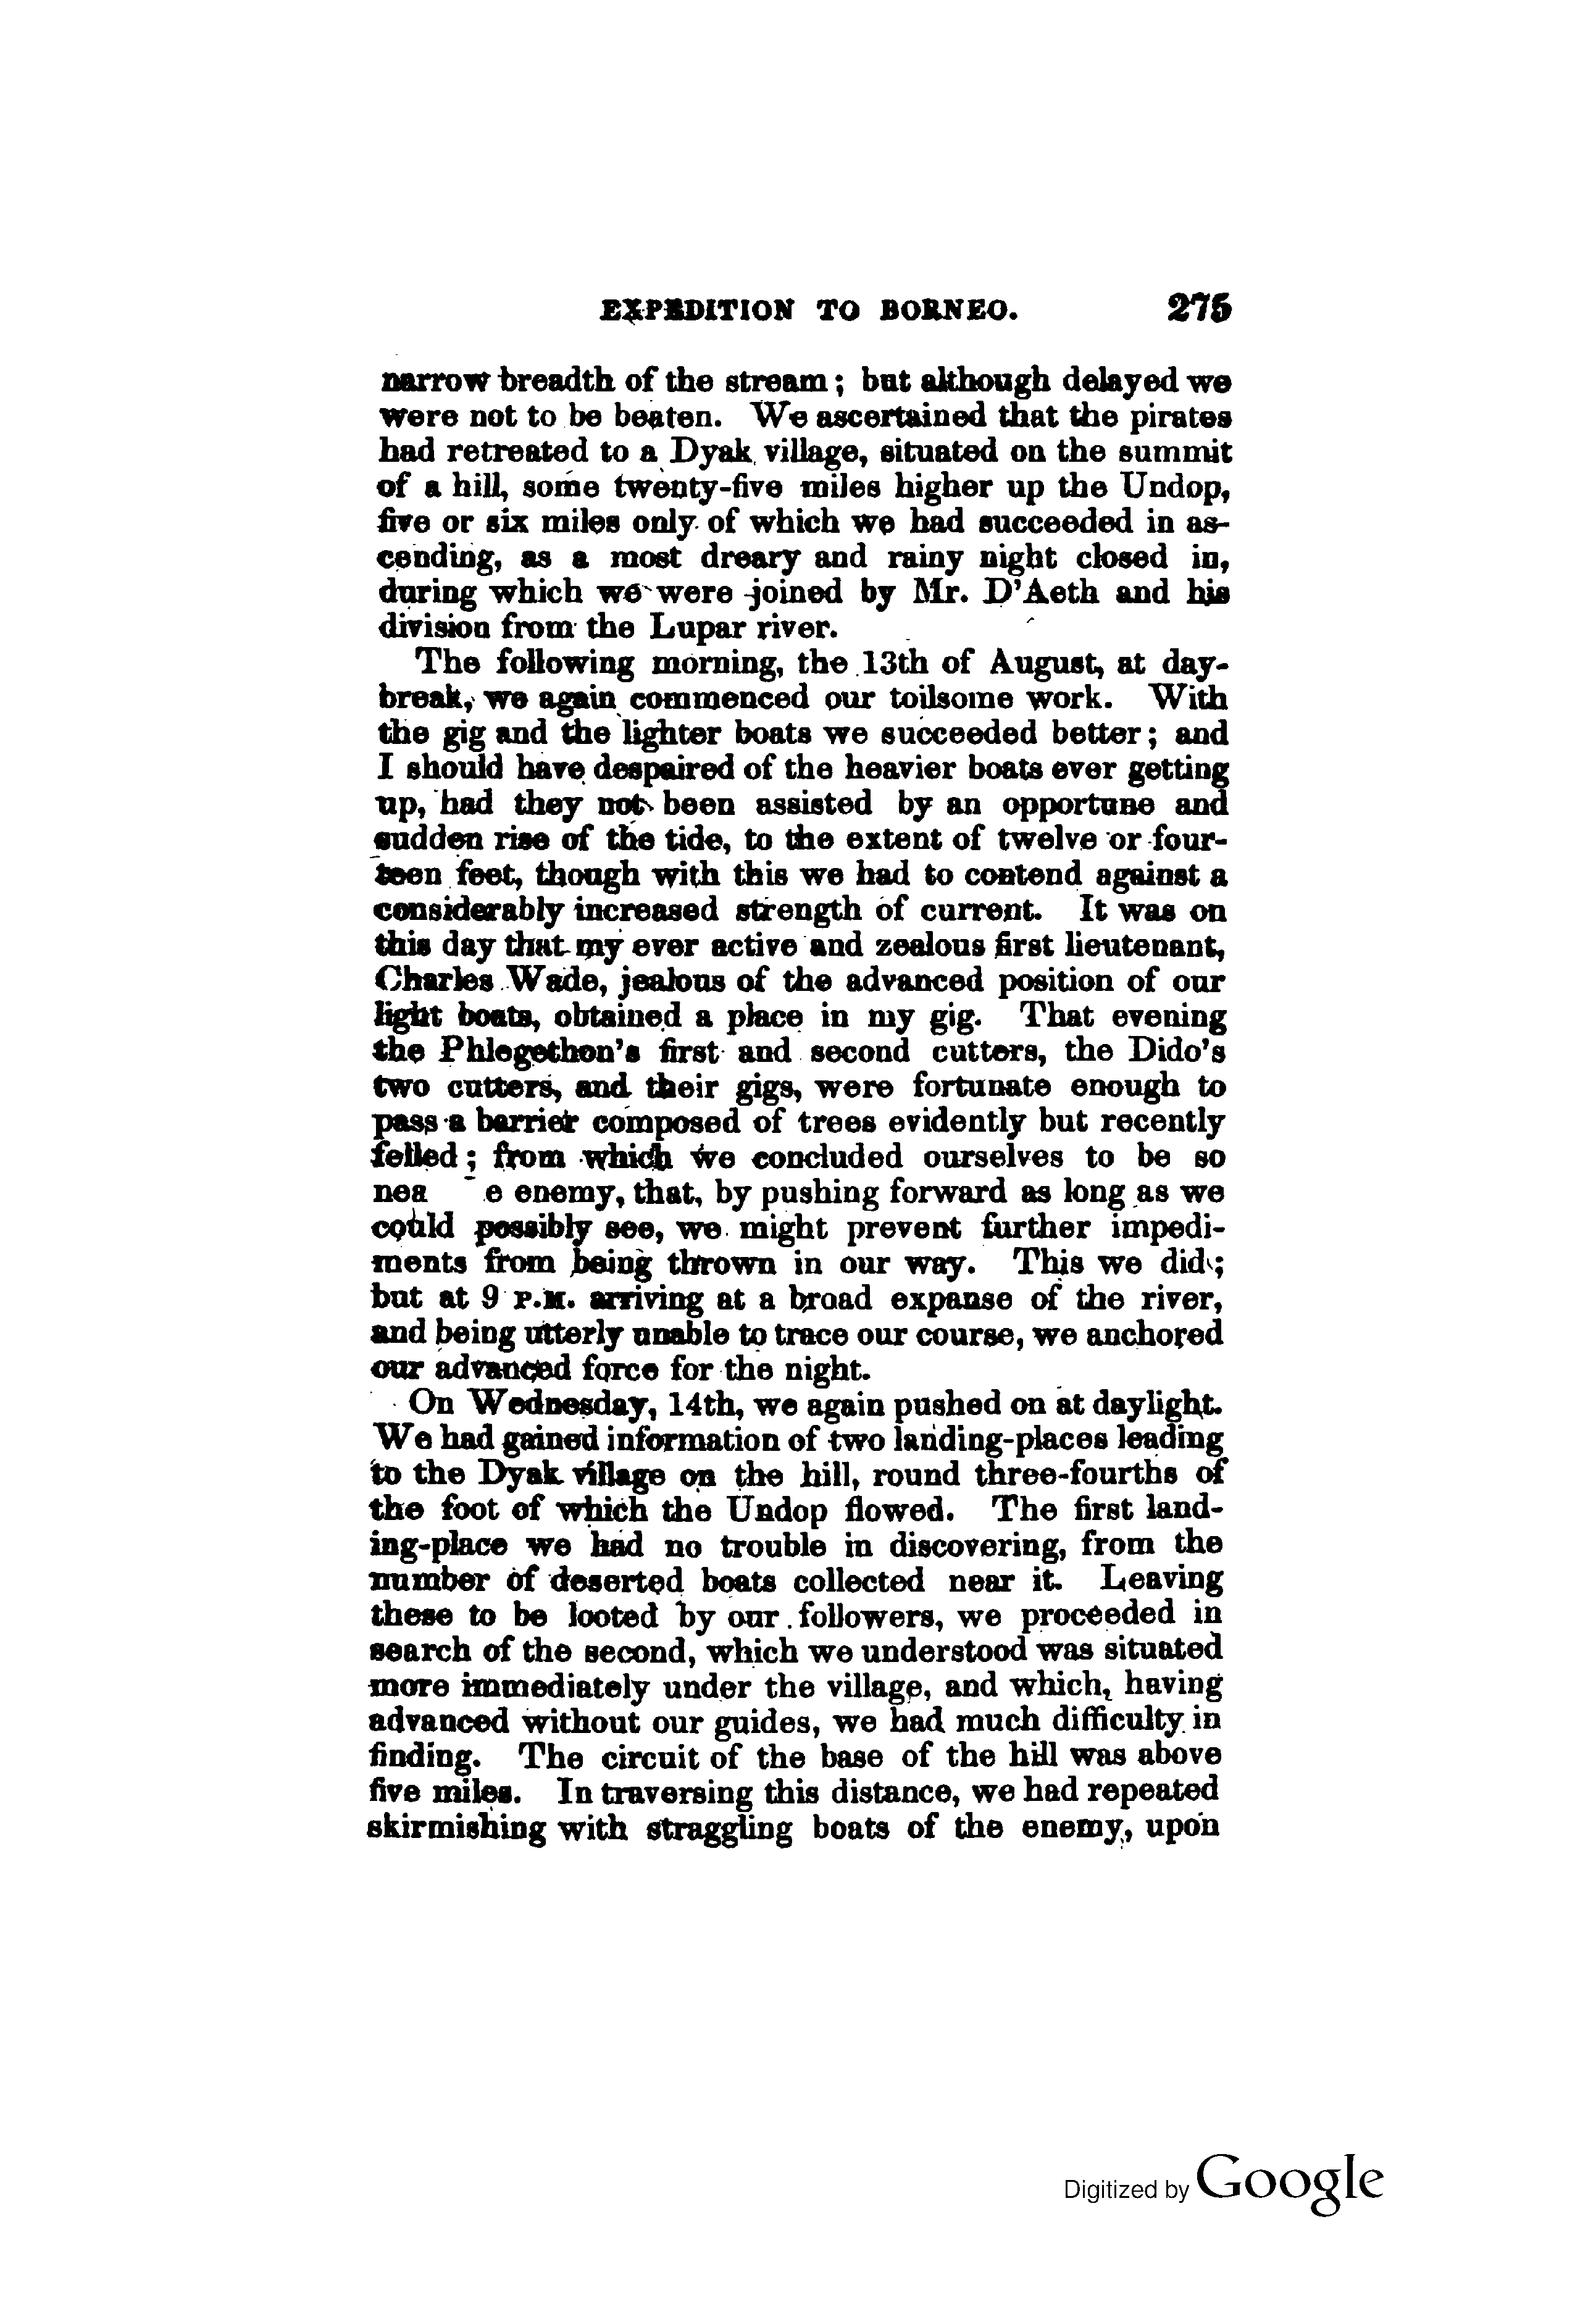 EXPEDITION TO BORNEO. 275
narrow breadth of the stream; but although delayed we
were not to be beaten. We ascertained that the pirates
had retreated to a Dyak village, situated on the summit
of a hill, some twenty-five miles higher up the Undop,
five or six miles only of which we had succeeded in as-
cending, as a most dreary and rainy night closed in,
during which we were joined by Mr. D'Aeth and his
division from the Lupar river.
The following morning, the 13th of August, at day-
break, we again commenced our toilsome work. With
the gig and the lighter boats we succeeded better; and
I should have despaired of the heavier boats ever getting
up, had they not been assisted by an opportune and
sudden rise of the tide, to the extent of twelve or four-
teen feet, though with this we had to contend against a
considerably increased strength of current. It was on
this day that my ever active and zealous first lieutenant,
Charles Wade, jealous of the advanced position of our
light boats, obtained a place in my gig. That evening
the Phlegethon's first and second cutters, the Dido's
two cutters, and their gigs, were fortunate enough to
pass a barrier composed of trees evidently but recently
felled; from which we concluded ourselves to be so
enemy, that, by pushing forward as long as we
could possibly see, we might prevent further impedi-
ments from being thrown in our way. This we did;
but at 9 P.M. arriving at a broad expanse of the river,
and being utterly unable to trace our course, we anchored
our advanced force for the night.
On Wednesday, 14th, we again pushed on at daylight.
We had gained information of two landing-places leading
to the Dyak village on the hill, round three-fourths of
the foot of which the Undop flowed. The first land-
ing-place we had no trouble in discovering, from the
number of deserted boats collected near it. Leaving
these to be looted by our followers, we proceeded in
search of the second, which we understood was situated
more immediately under the village, and which, having
advanced without our guides, we had much difficulty in
finding. The circuit of the base of the hill was above
five miles. In traversing this distance, we had repeated
skirmishing with straggling boats of the enemy, upon
Digitized by Google